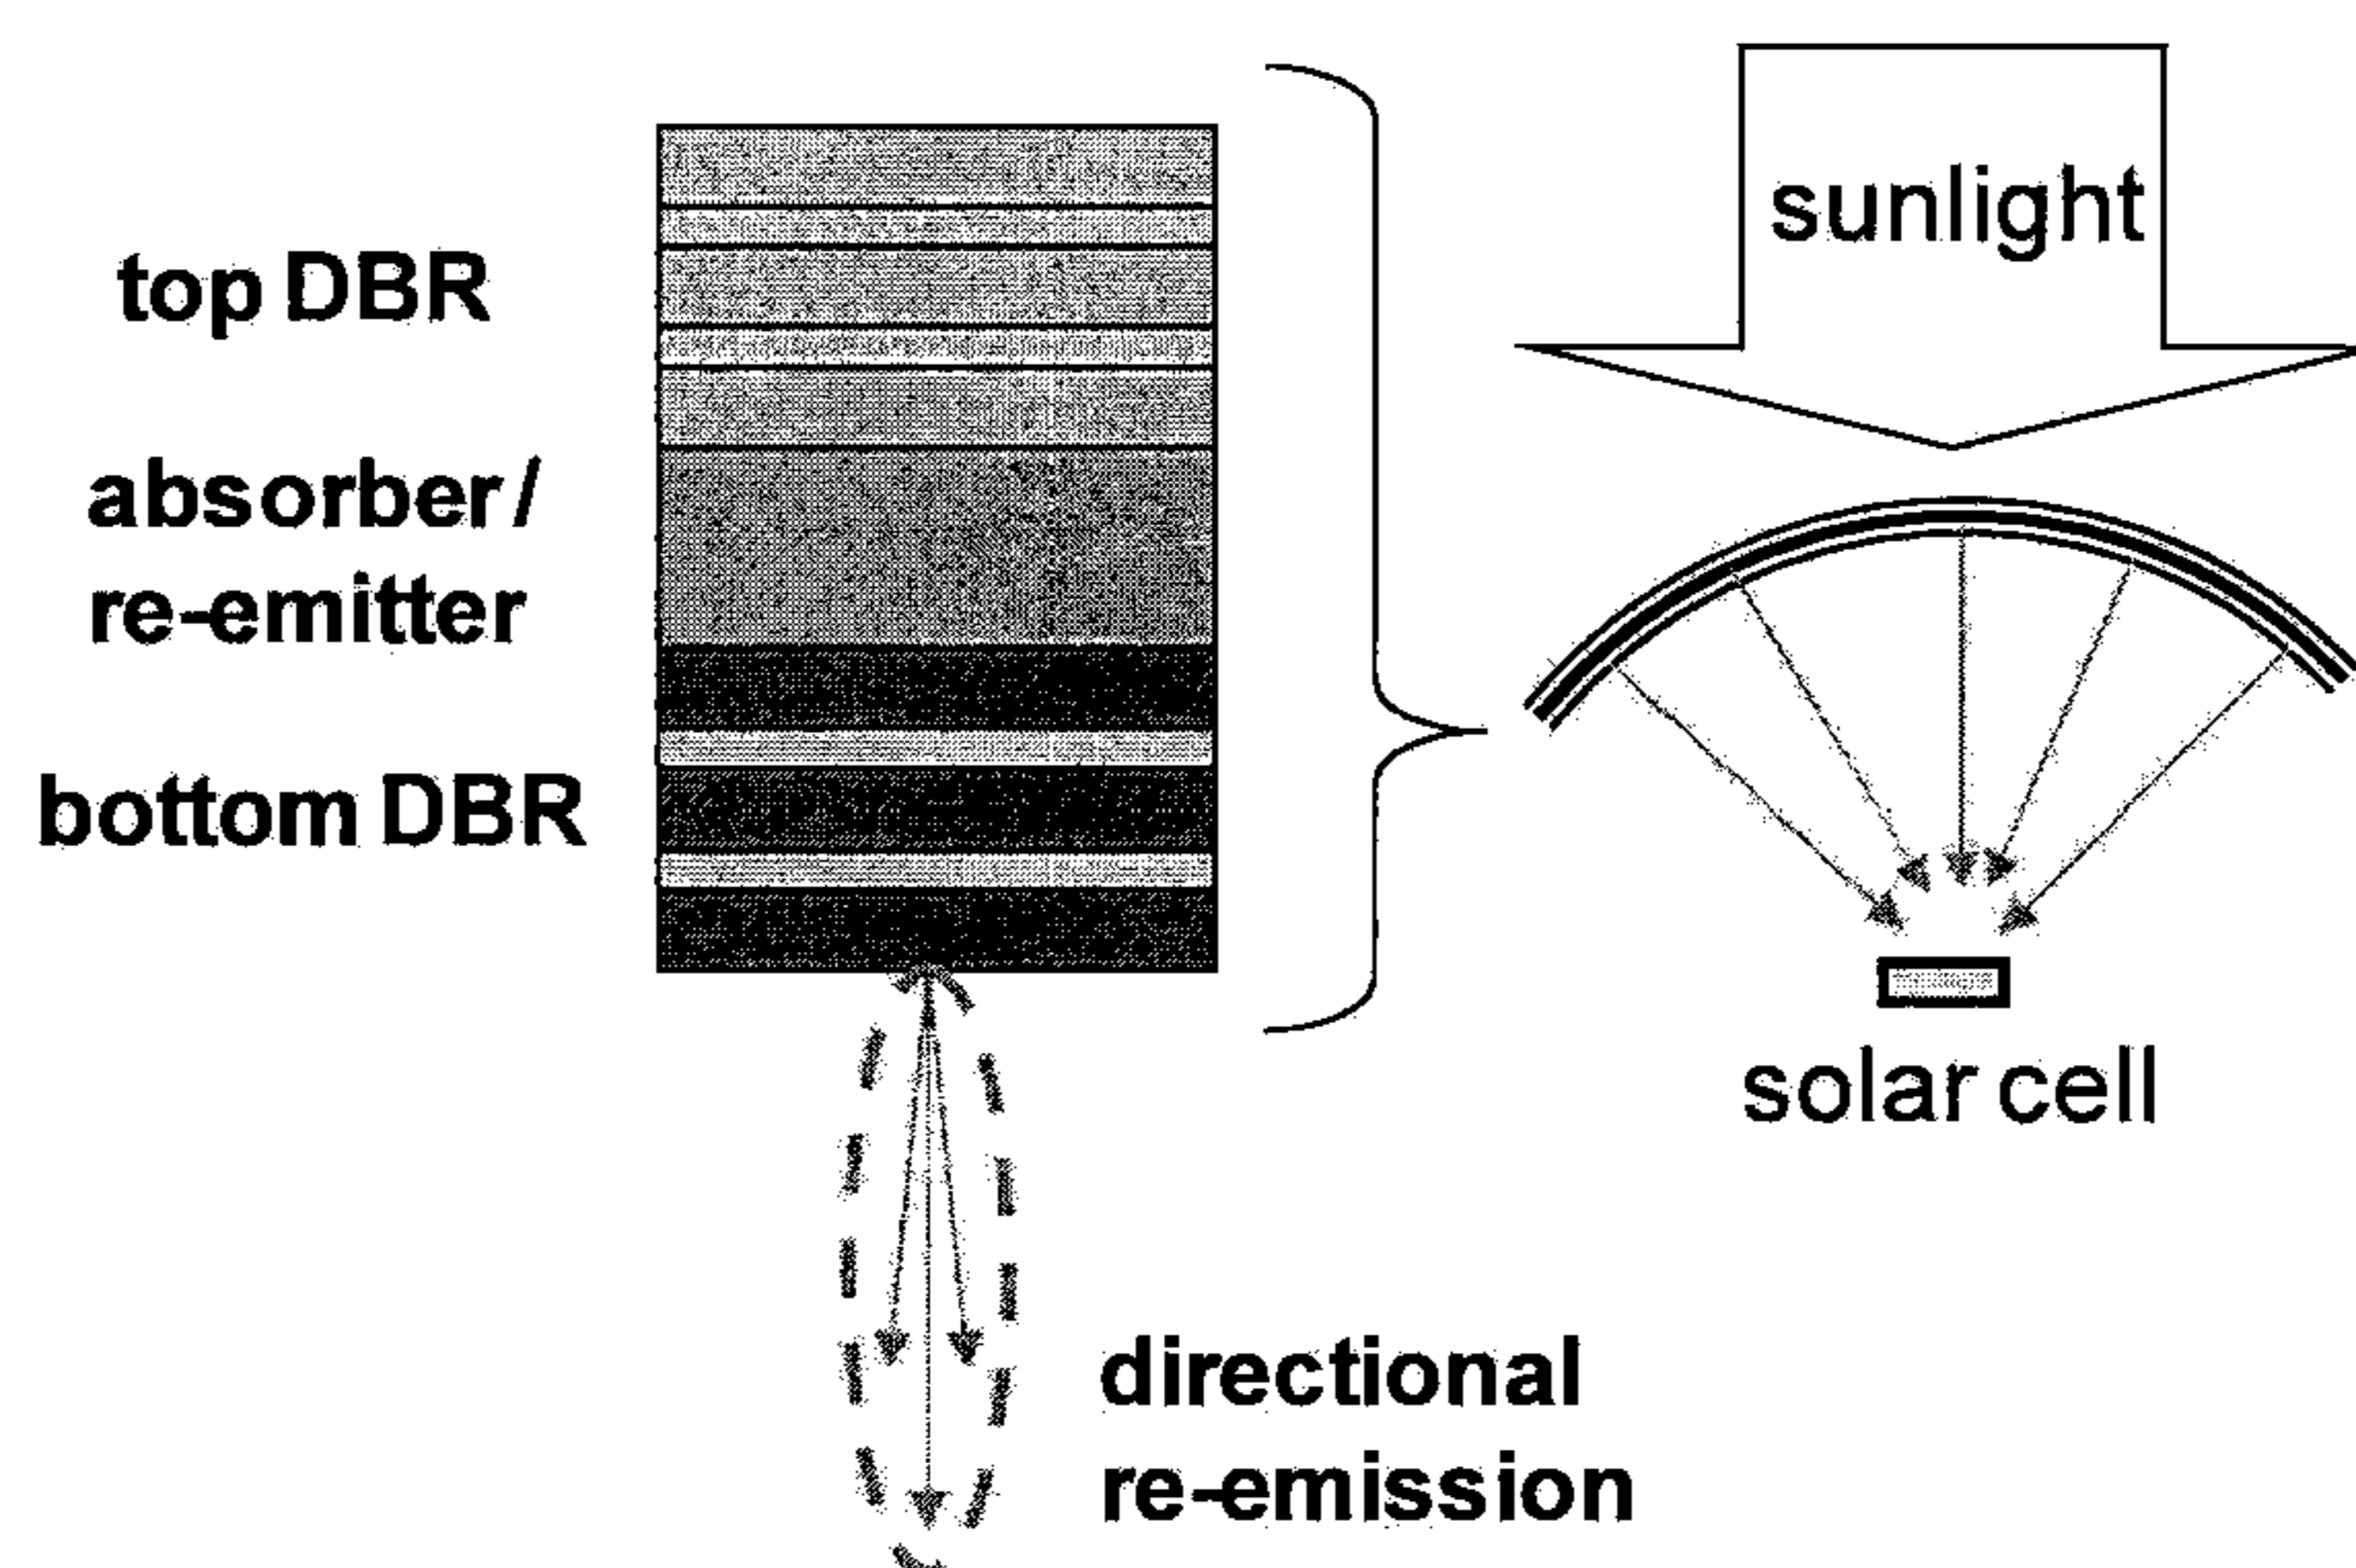 top DBR
absorber /
re-emitter
bottom DBR
directional
re-emission
sunlight
solar cell